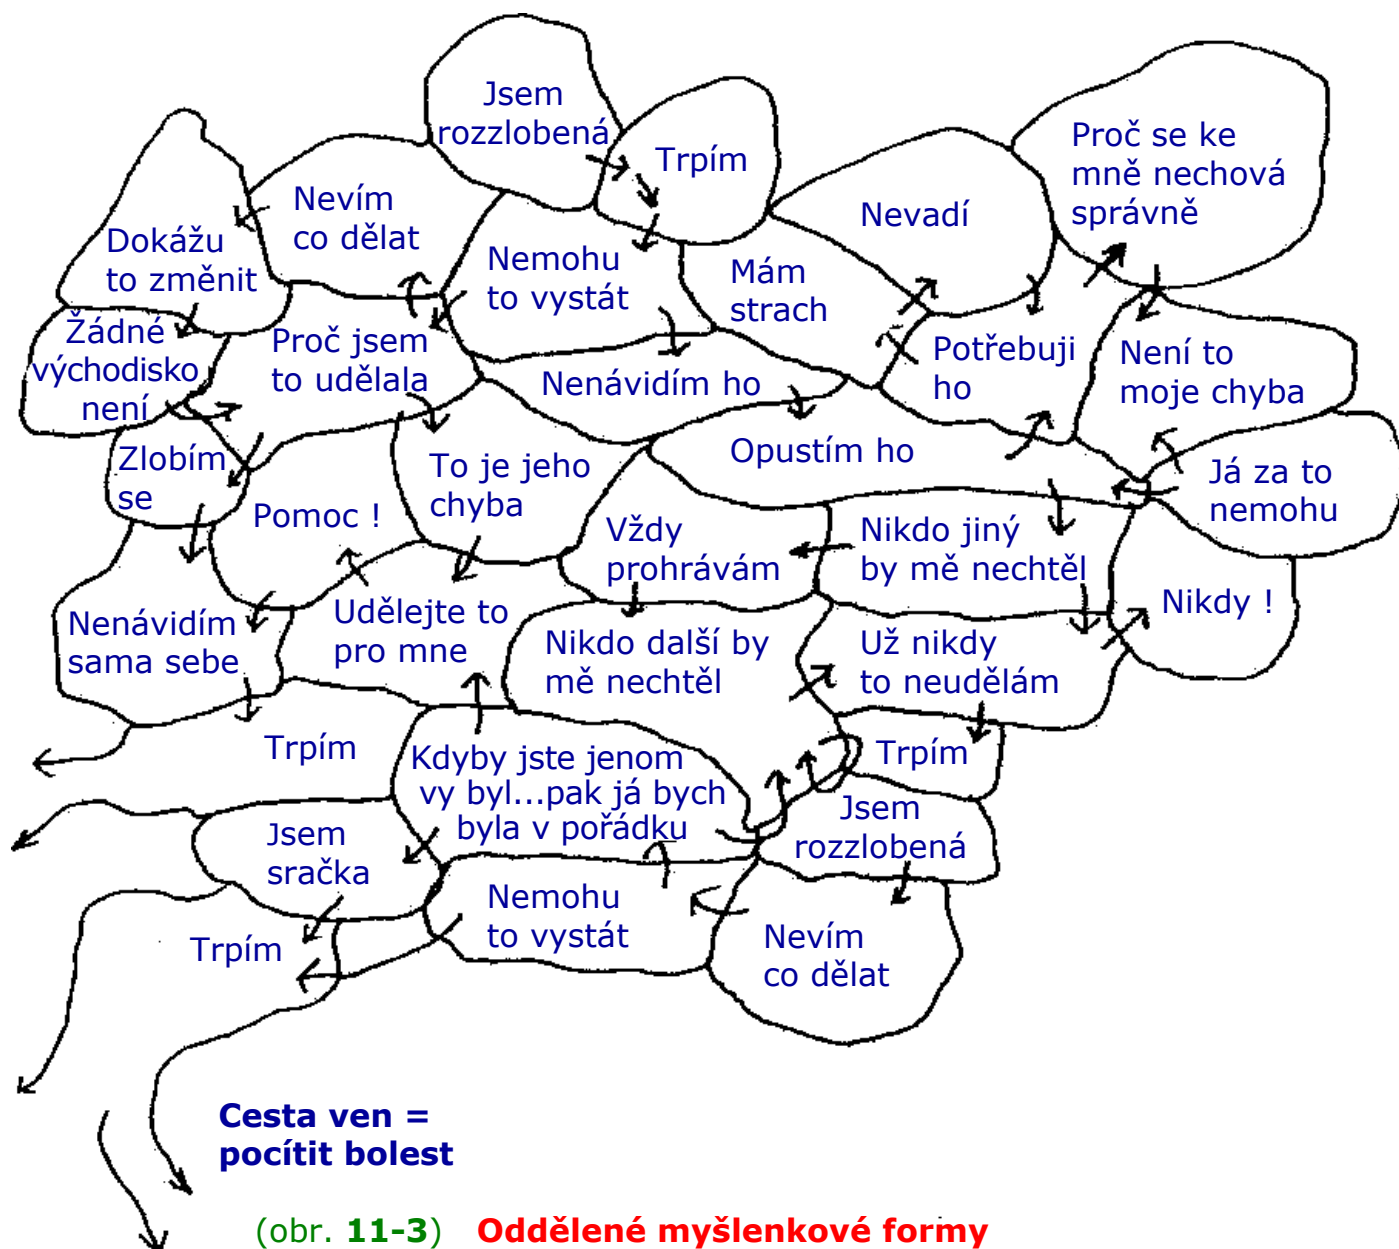 Jsem
rozzlobená
Trpím
Proč se ke
mně nechová
správně
Nevím
co dělat
Nevadí
Dokážu
to změnit
Nemohu
to vystát
Mám
strach
Žádné
východisko
není
Proč jsem
to udělala
Nenávidím ho
Potřebuji
ho
Není to
moje chyba
Zlobím
se
Pomoc !
To je jeho
chyba
Opustím ho
Já za to
nemohu
Vždy
prohrávám
Nikdo jiný
by mě nechtěl
Nikdy !
Nenávidím
sama sebe
Udělejte to
pro mne
Nikdo další by
mě nechtěl
Už nikdy
to neudělám
Trpím
Kdyby jste jenom
vy byl...pak já bych
byla v pořádku
Trpím
Jsem
sračka
Jsem
rozzlobená
Trpím
Nemohu
to vystát
Nevím
co dělat
Cesta ven =
pocítit bolest
(obr. 11-3) Oddělené myšlenkové formy